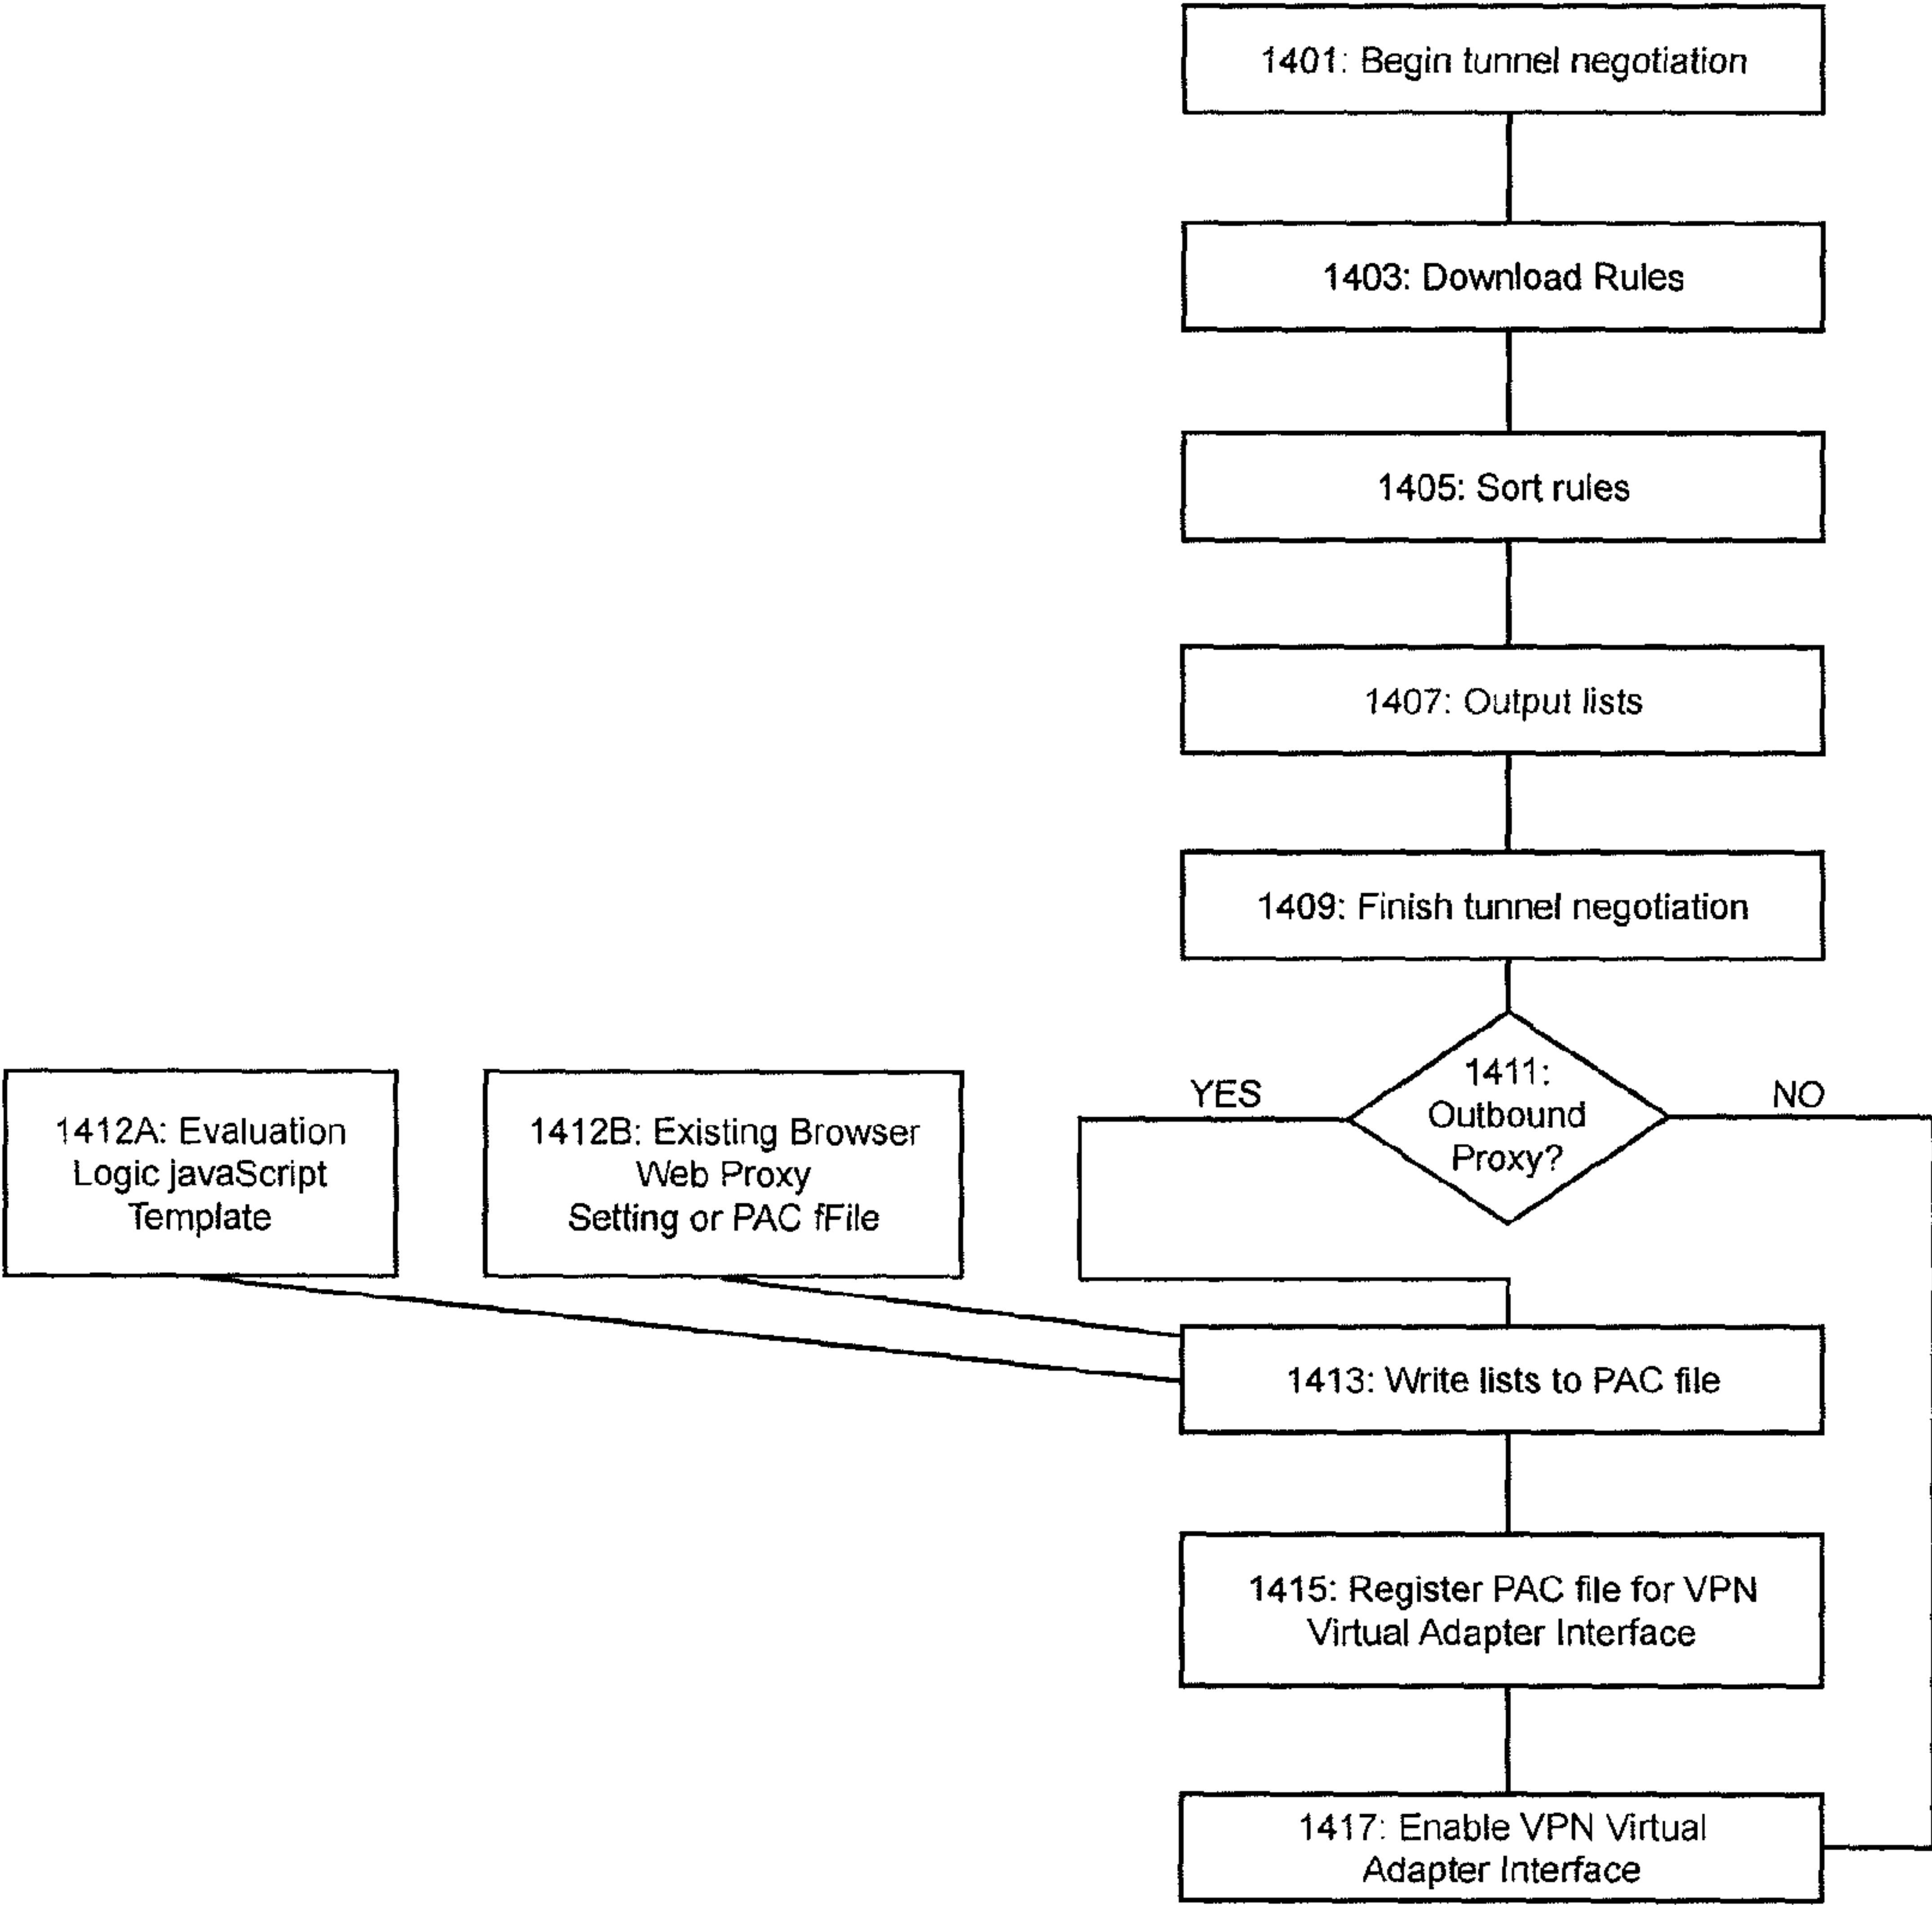 1401: Begin tunnel negotiation
1403: Download Rules
1405: Sort rules
1407: Output lists
1409: Finish tunnel negotiation
1411:
Outbound
Proxy?
YES
NO
1412A: Evaluation
Logic javaScript
Template
1412B: Existing Browser
Web Proxy
Setting or PAC fFile
1413: Write lists to PAC file
1415: Register PAC file for VPN
Virtual Adapter Interface
1417: Enable VPN Virtual
Adapter Interface